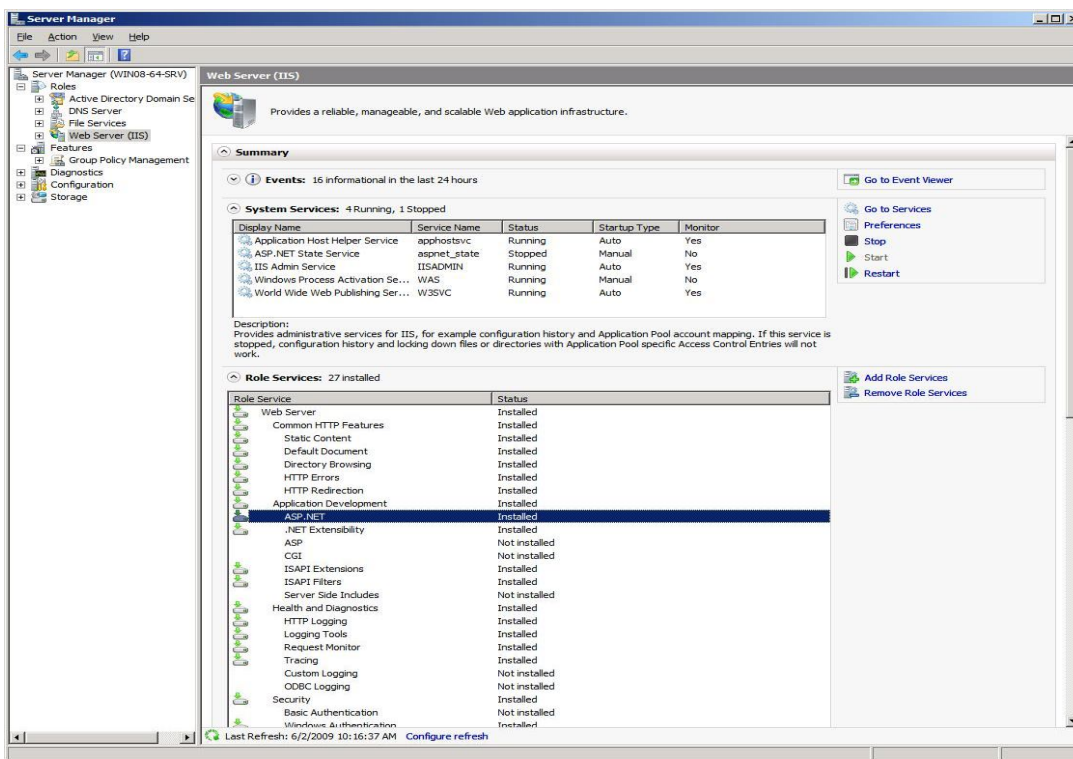 Server Manager
File Action View Help
Server Manager (WIN08-64-SRV)
Roles
Active Directory Domain Se
DNS Server
File Services
Web Server (IIS)
Features
Group Policy Management
Diagnostics
Configuration
Storage
Web Server (IIS)
Provides a reliable, manageable, and scalable Web application infrastructure.
Summary
Events: 16 informational in the last 24 hours
Go to Event Viewer
System Services: 4 Running, 1 Stopped
Display Name Service Name Status Startup Type Monitor
Application Host Helper Service apphostsvc Running Auto Yes
ASP.NET State Service aspnet_state Stopped Manual No
IIS Admin Service IISADMIN Running Auto Yes
Windows Process Activation Se... WAS Running Manual No
World Wide Web Publishing Ser... W3SVC Running Auto Yes
Go to Services
Preferences
Stop
Start
Restart
Description:
Provides administrative services for IIS, for example configuration history and Application Pool account mapping. If this service is
stopped, configuration history and locking down files or directories with Application Pool specific Access Control Entries will not
work.
Role Services: 27 installed
Add Role Services
Remove Role Services
Role Service Status
Web Server Installed
Common HTTP Features Installed
Static Content Installed
Default Document Installed
Directory Browsing Installed
HTTP Errors Installed
HTTP Redirection Installed
Application Development Installed
ASP.NET Installed
.NET Extensibility Installed
ASP Not installed
CGI Not installed
ISAPI Extensions Installed
ISAPI Filters Installed
Server Side Includes Not installed
Health and Diagnostics Installed
HTTP Logging Installed
Logging Tools Installed
Request Monitor Installed
Tracing Installed
Custom Logging Not installed
ODBC Logging Not installed
Security Installed
Basic Authentication Not installed
Windows Authentication Installed
Last Refresh: 6/2/2009 10:16:37 AM Configure refresh